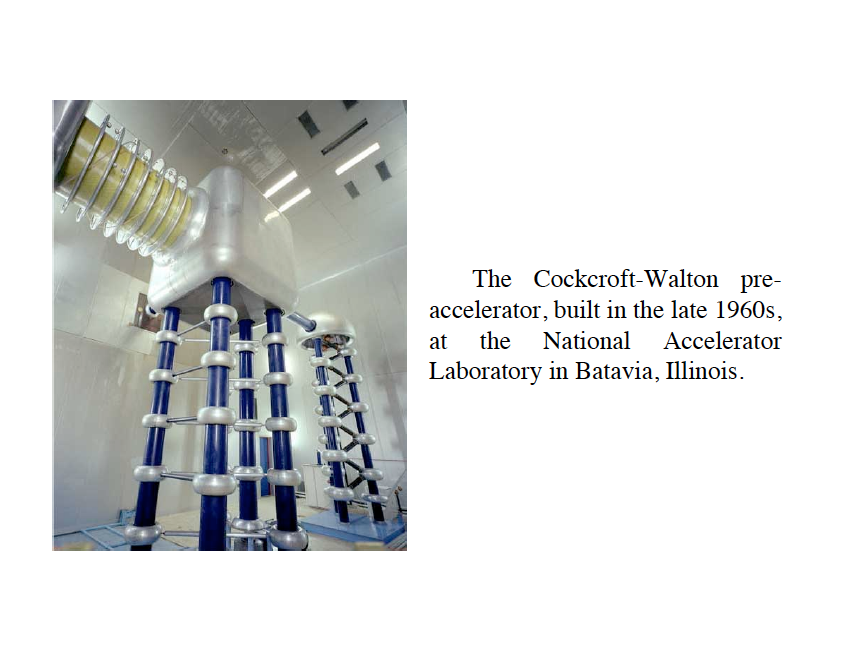 The Cockcroft-Walton pre-
accelerator, built in the late 1960s,
at the National Accelerator
Laboratory in Batavia, Illinois.